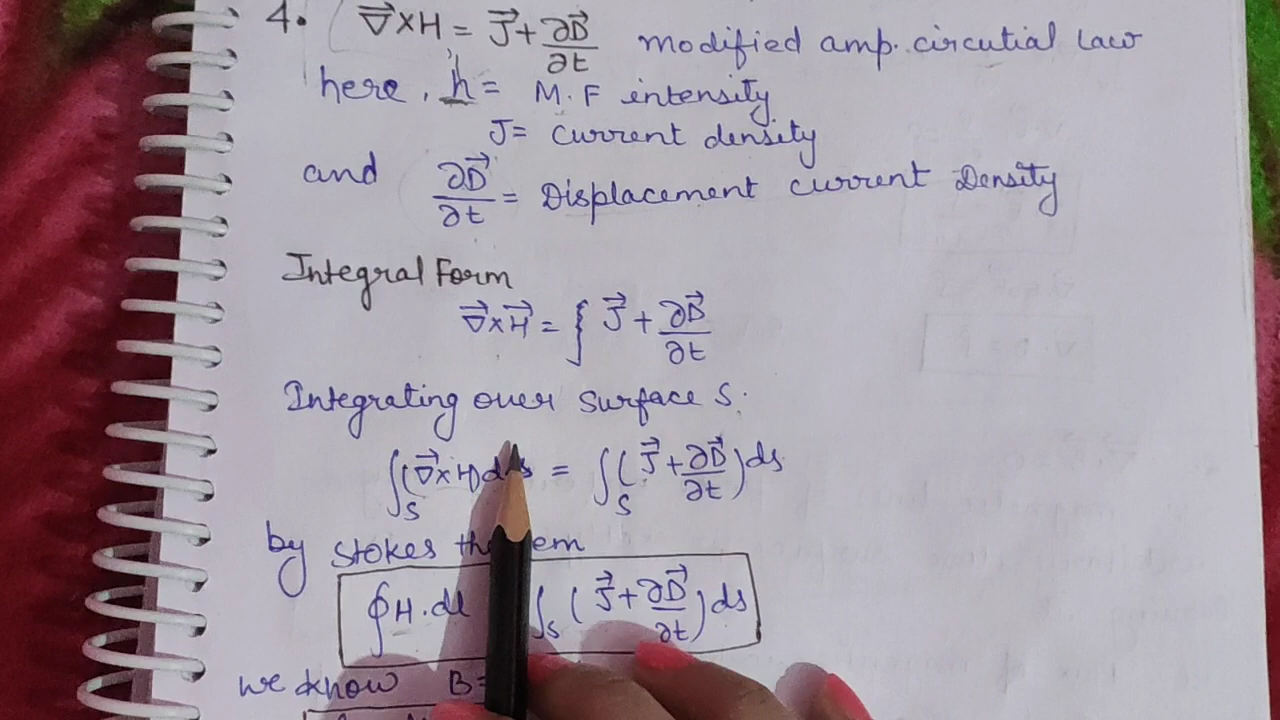 4. ∇⃗×H = J⃗+∂D⃗/∂t modified amp. circutial Law
here, h = M.F intensity
J= current density
and ∂D⃗/∂t = Displacement current Density
Integral Form
∇⃗×H⃗ = ∫ J⃗ + ∂D⃗/∂t
Integrating over surface S.
∫S(∇⃗×H)ds = ∫S(J⃗+∂D⃗/∂t)ds
by stokes
∮H.dl ∫S(J⃗+∂D⃗/∂t)ds
we know B=